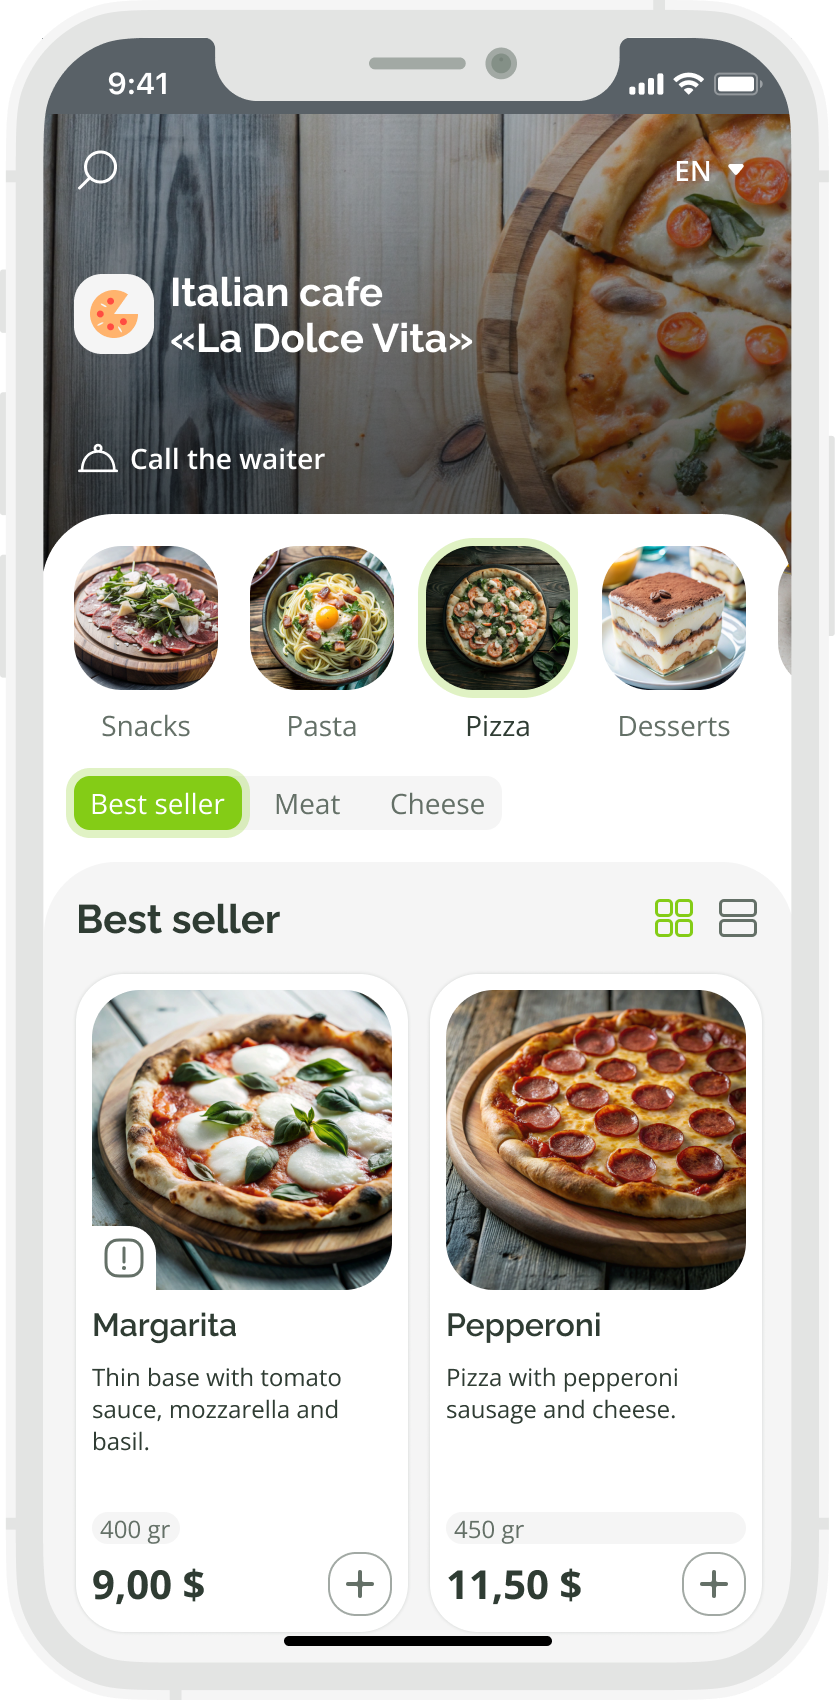 9:41
EN
Italian cafe
«La Dolce Vita»
Call the waiter
Snacks
Pasta
Pizza
Desserts
Best seller
Meat
Cheese
Best seller
Margarita
Thin base with tomato
sauce, mozzarella and
basil.
400 gr
9,00 $
Pepperoni
Pizza with pepperoni
sausage and cheese.
450 gr
11,50 $